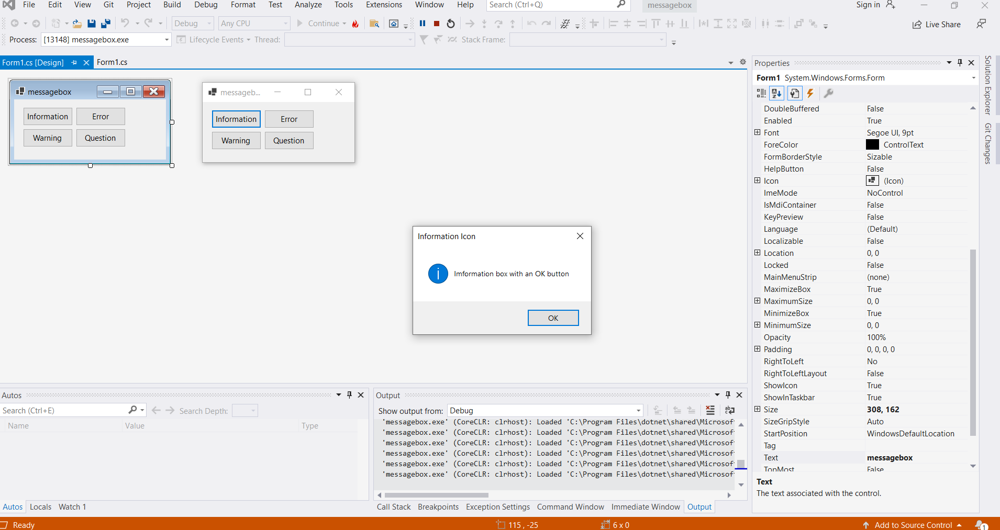 File Edit View Git Project Build Debug Format Test Analyze Tools Extensions Window Help Search (Ctrl+Q) messagebox Sign in
Debug Any CPU Continue Live Share
Process: [13148] messagebox.exe Lifecycle Events Thread: Stack Frame:
Form1.cs [Design] Form1.cs
messagebox
Information Error
Warning Question
messageb...
Information Error
Warning Question
Information Icon
Imformation box with an OK button
OK
Properties
Form1 System.Windows.Forms.Form
DoubleBuffered False
Enabled True
Font Segoe UI, 9pt
ForeColor ControlText
FormBorderStyle Sizable
HelpButton False
Icon (Icon)
ImeMode NoControl
IsMdiContainer False
KeyPreview False
Language (Default)
Localizable False
Location 0, 0
Locked False
MainMenuStrip (none)
MaximizeBox True
MaximumSize 0, 0
MinimizeBox True
MinimumSize 0, 0
Opacity 100%
Padding 0, 0, 0, 0
RightToLeft No
RightToLeftLayout False
ShowIcon True
ShowInTaskbar True
Size 308, 162
SizeGripStyle Auto
StartPosition WindowsDefaultLocation
Tag
Text messagebox
TopMost False
Text
The text associated with the control.
Solution Explorer
Git Changes
Autos
Search (Ctrl+E) Search Depth:
Name Value Type
Autos Locals Watch 1
Output
Show output from: Debug
'messagebox.exe' (CoreCLR: clrhost): Loaded 'C:\Program Files\dotnet\shared\Microsof
'messagebox.exe' (CoreCLR: clrhost): Loaded 'C:\Program Files\dotnet\shared\Microsof
'messagebox.exe' (CoreCLR: clrhost): Loaded 'C:\Program Files\dotnet\shared\Microsof
'messagebox.exe' (CoreCLR: clrhost): Loaded 'C:\Program Files\dotnet\shared\Microsof
'messagebox.exe' (CoreCLR: clrhost): Loaded 'C:\Program Files\dotnet\shared\Microsof
'messagebox.exe' (CoreCLR: clrhost): Loaded 'C:\Program Files\dotnet\shared\Microsof
Call Stack Breakpoints Exception Settings Command Window Immediate Window Output
Ready 115 , -25 6 x 0 Add to Source Control 1